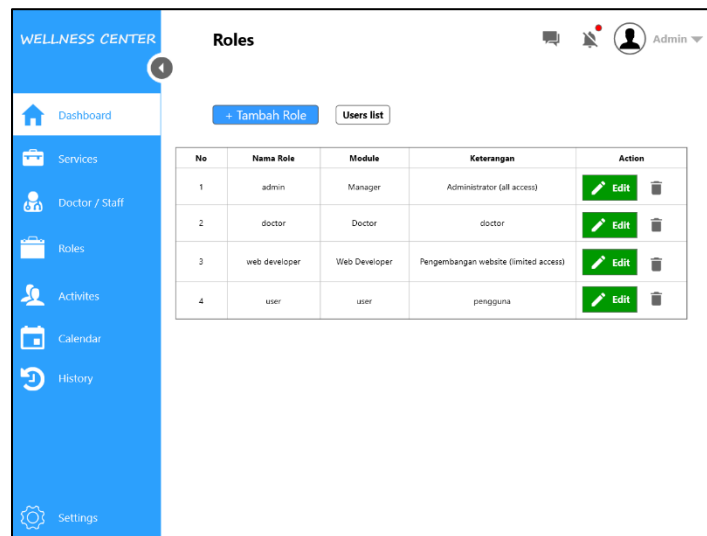 WELLNESS CENTER
Roles
Admin
Dashboard
Services
Doctor / Staff
Roles
Activites
Calendar
History
Settings
+ Tambah Role
Users list
No Nama Role Module Keterangan Action
1 admin Manager Administrator (all access) Edit
2 doctor Doctor doctor Edit
3 web developer Web Developer Pengembangan website (limited access) Edit
4 user user pengguna Edit